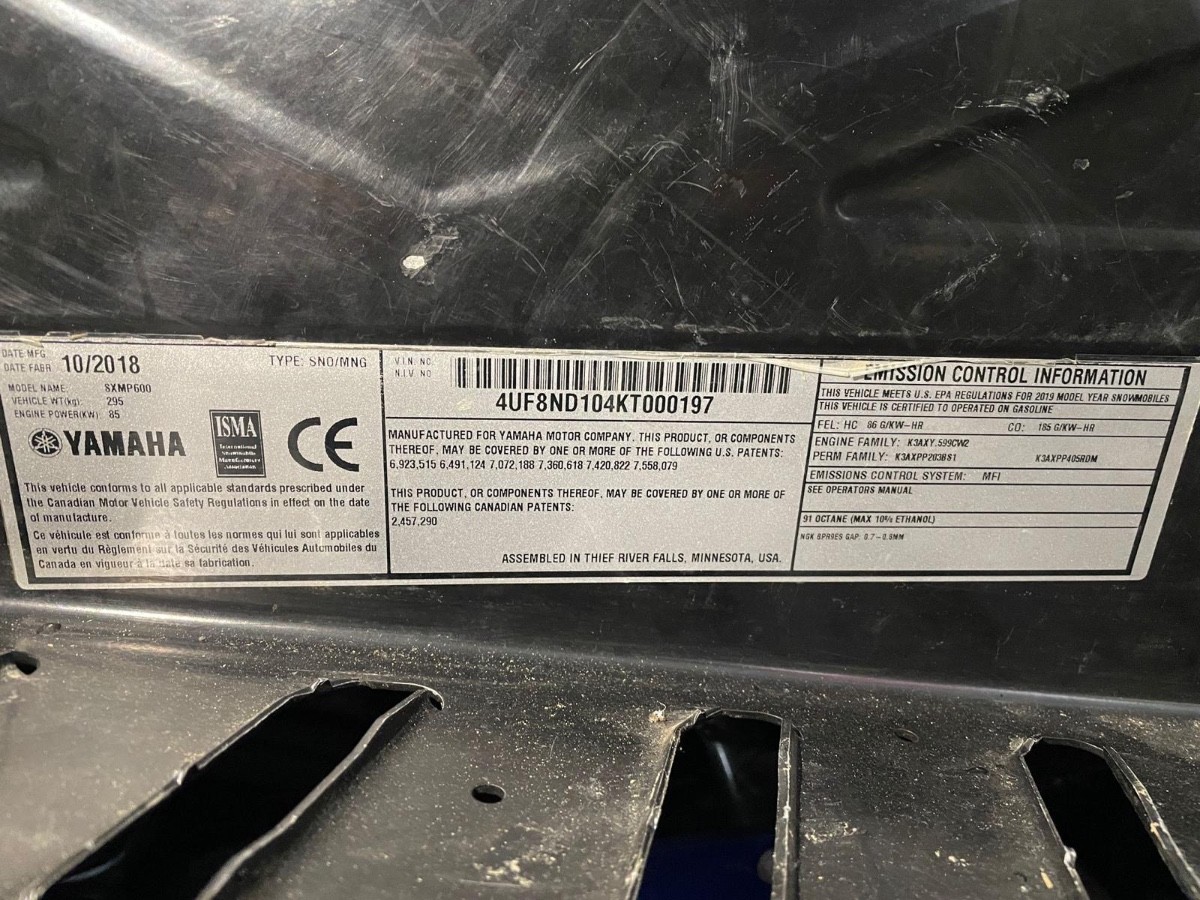 DATE MFG
DATE FABR 10/2018
TYPE: SNO/MNG
MODEL NAME: SXMP600
VEHICLE WT(kg): 295
ENGINE POWER(KW): 85
YAMAHA
ISMA
International
Snowmobile
Manufacturers
Association
CE
This vehicle conforms to all applicable standards prescribed under
the Canadian Motor Vehicle Safety Regulations in effect on the date
of manufacture.
Ce véhicule est conforme à toutes les normes qui lui sont applicables
en vertu du Règlement sur la Sécurité des Véhicules Automobiles du
Canada en vigueur à la date sa fabrication.
V.I.N. NO.
N.I.V. NO
4UF8ND104KT000197
MANUFACTURED FOR YAMAHA MOTOR COMPANY. THIS PRODUCT, OR COMPONENTS
THEREOF, MAY BE COVERED BY ONE OR MORE OF THE FOLLOWING U.S. PATENTS:
6,923,515 6,491,124 7,072,188 7,360,618 7,420,822 7,558,079
THIS PRODUCT, OR COMPONENTS THEREOF, MAY BE COVERED BY ONE OR MORE OF
THE FOLLOWING CANADIAN PATENTS:
2,457,290
ASSEMBLED IN THIEF RIVER FALLS, MINNESOTA, USA.
EMISSION CONTROL INFORMATION
THIS VEHICLE MEETS U.S. EPA REGULATIONS FOR 2019 MODEL YEAR SNOWMOBILES
THIS VEHICLE IS CERTIFIED TO OPERATED ON GASOLINE
FEL: HC 86 G/KW-HR CO: 185 G/KW-HR
ENGINE FAMILY: K3AXY.599CW2
PERM FAMILY: K3AXPP203BS1 K3AXPP405RDM
EMISSIONS CONTROL SYSTEM: MFI
SEE OPERATORS MANUAL
91 OCTANE (MAX 10% ETHANOL)
NGK BPR9ES GAP: 0.7-0.8MM